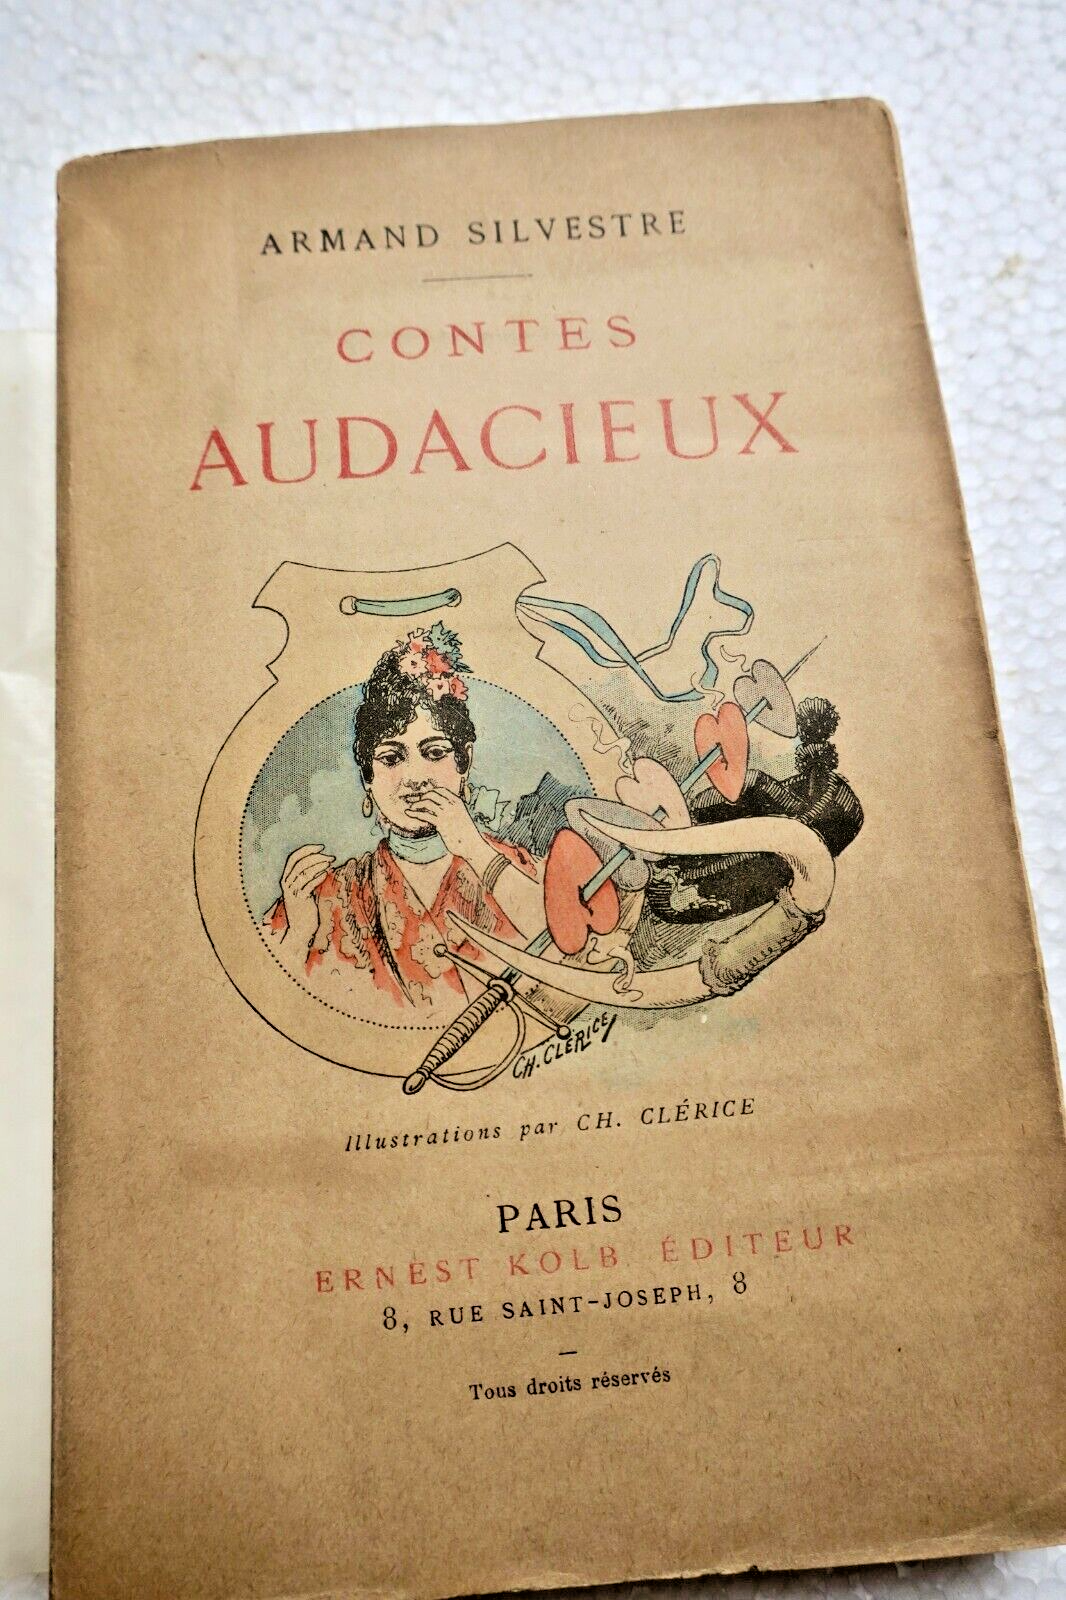 ARMAND SILVESTRE
CONTES
AUDACIEUX
CH. CLÉRICE
Illustrations par CH. CLÉRICE
PARIS
ERNEST KOLB, ÉDITEUR
8, RUE SAINT-JOSEPH, 8
Tous droits réservés